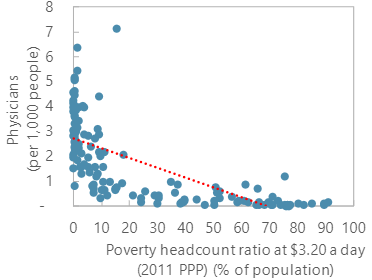 Physicians
(per 1,000 people)
8
7
6
5
4
3
2
1
-
0 10 20 30 40 50 60 70 80 90 100
Poverty headcount ratio at $3.20 a day
(2011 PPP) (% of population)